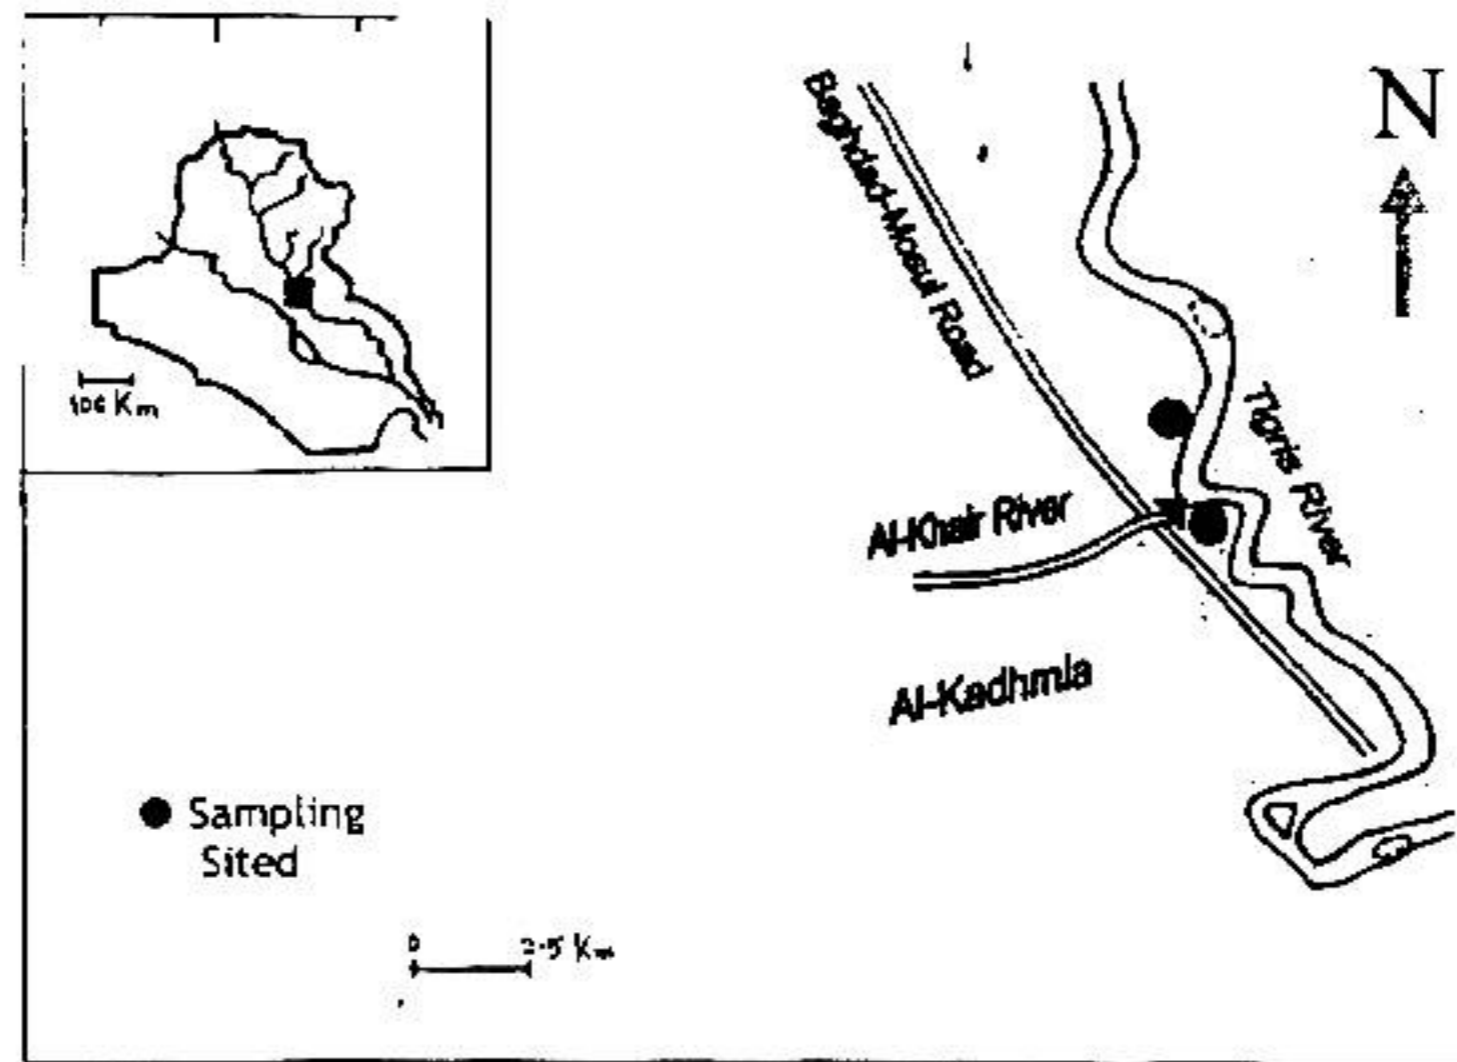 N
Baghdad-Mosul Road
100 Km
Tigris River
Al-Khair River
Al-Kadhmia
Sampling
Sited
0 2.5 Km